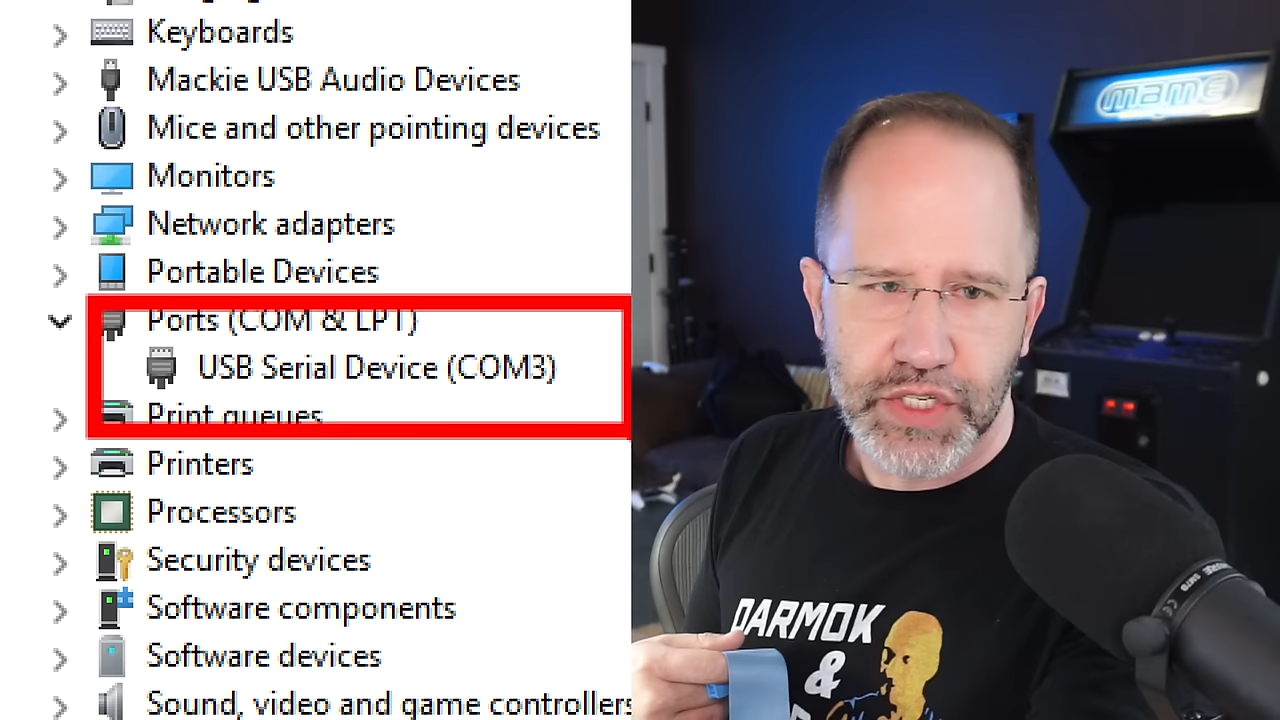 Keyboards
Mackie USB Audio Devices
Mice and other pointing devices
Monitors
Network adapters
Portable Devices
Ports (COM & LPT)
USB Serial Device (COM3)
Print queues
Printers
Processors
Security devices
Software components
Software devices
Sound, video and game controllers
mame
DARMOK
&